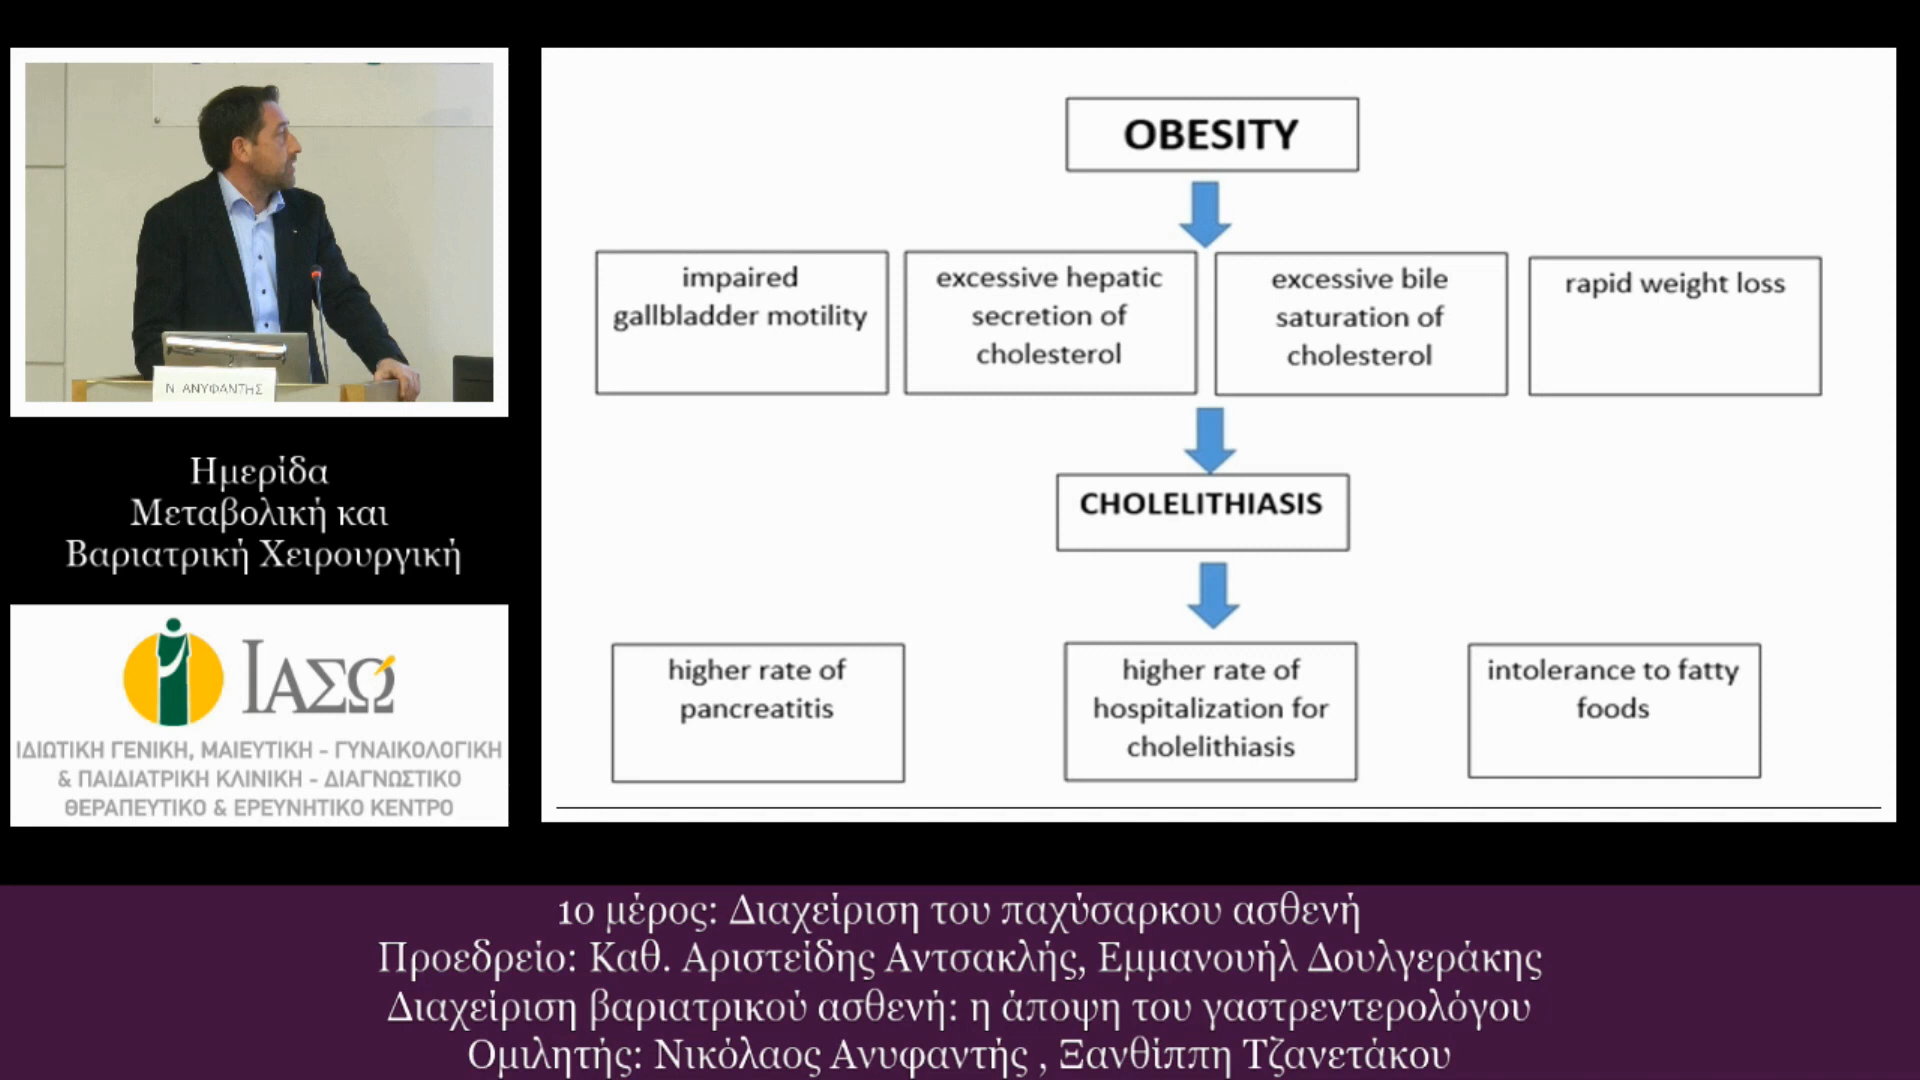 N. ΑΝΥΦΑΝΤΗΣ
Ημερίδα
Μεταβολική και
Βαριατρική Χειρουργική
ΙΑΣΩ
ΙΔΙΩΤΙΚΗ ΓΕΝΙΚΗ, ΜΑΙΕΥΤΙΚΗ - ΓΥΝΑΙΚΟΛΟΓΙΚΗ
& ΠΑΙΔΙΑΤΡΙΚΗ ΚΛΙΝΙΚΗ - ΔΙΑΓΝΩΣΤΙΚΟ
ΘΕΡΑΠΕΥΤΙΚΟ & ΕΡΕΥΝΗΤΙΚΟ ΚΕΝΤΡΟ
OBESITY
impaired
gallbladder motility
excessive hepatic
secretion of
cholesterol
excessive bile
saturation of
cholesterol
rapid weight loss
CHOLELITHIASIS
higher rate of
pancreatitis
higher rate of
hospitalization for
cholelithiasis
intolerance to fatty
foods
1ο μέρος: Διαχείριση του παχύσαρκου ασθενή
Προεδρείο: Καθ. Αριστείδης Αντσακλής, Εμμανουήλ Δουλγεράκης
Διαχείριση βαριατρικού ασθενή: η άποψη του γαστρεντερολόγου
Ομιλητής: Νικόλαος Ανυφαντής , Ξανθίππη Τζανετάκου